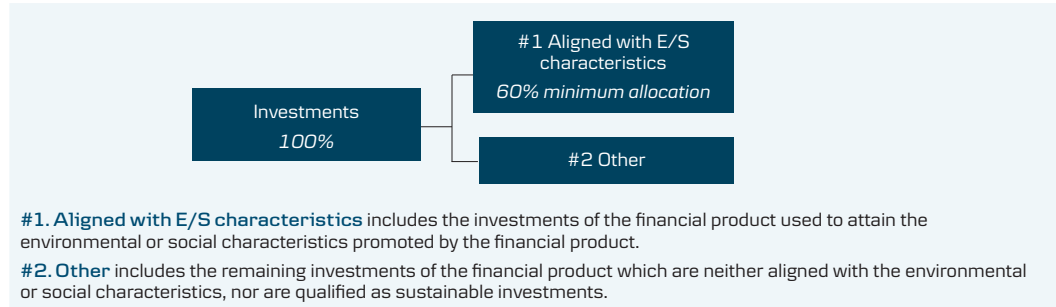 #1 Aligned with E/S
characteristics
60% minimum allocation
Investments
100%
#2 Other
#1. Aligned with E/S characteristics includes the investments of the financial product used to attain the
environmental or social characteristics promoted by the financial product.
#2. Other includes the remaining investments of the financial product which are neither aligned with the environmental
or social characteristics, nor are qualified as sustainable investments.